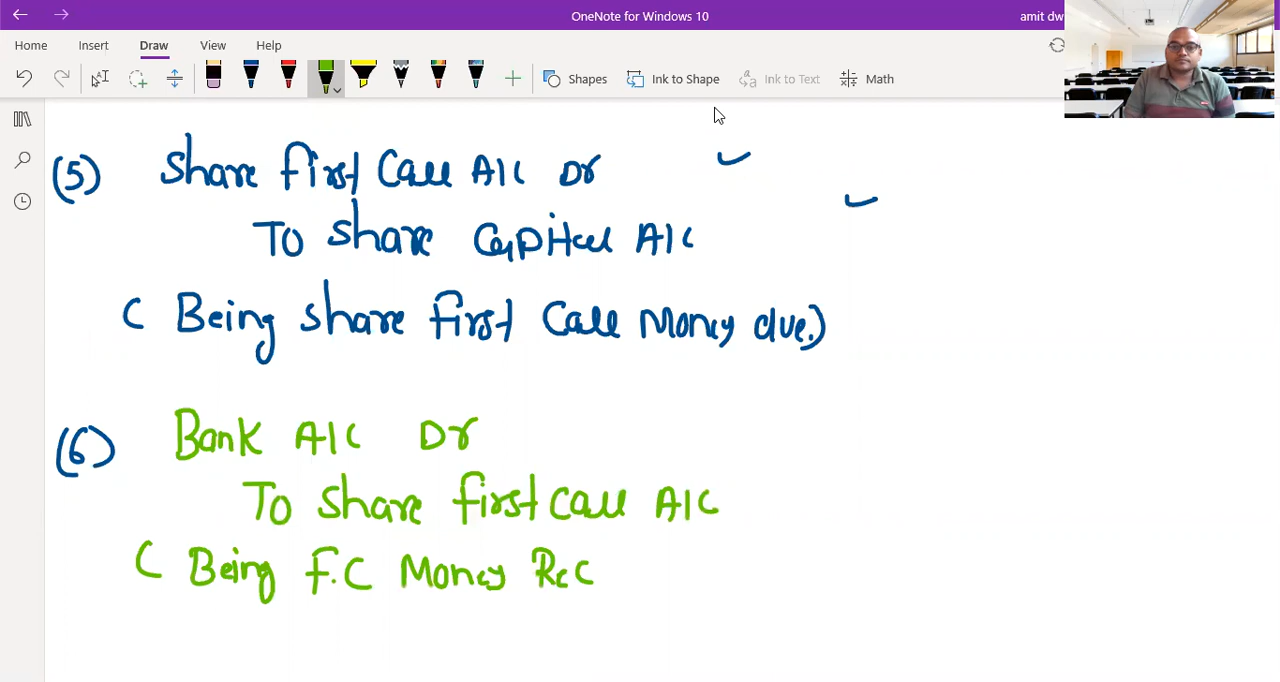 OneNote for Windows 10
amit dw
Home Insert Draw View Help
Shapes Ink to Shape Ink to Text Math
(5) Share first Call A/C Dr
To share Capital A/C
( Being share first Call Money due.)
(6) Bank A/C Dr
To share first Call A/C
( Being F.C Money Rec